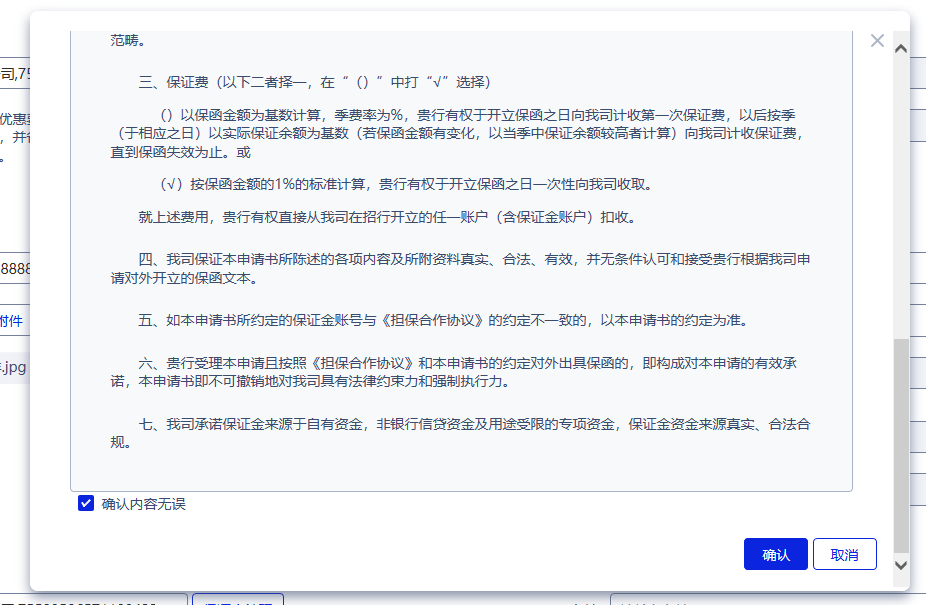 范畴。
三、保证费（以下二者择一，在“（）”中打“√”选择）
（）以保函金额为基数计算，季费率为%，贵行有权于开立保函之日向我司计收第一次保证费，以后按季
（于相应之日）以实际保证余额为基数（若保函金额有变化，以当季中保证余额较高者计算）向我司计收保证费，
直到保函失效为止。或
（√）按保函金额的1%的标准计算，贵行有权于开立保函之日一次性向我司收取。
就上述费用，贵行有权直接从我司在招行开立的任一账户（含保证金账户）扣收。
四、我司保证本申请书所陈述的各项内容及所附资料真实、合法、有效，并无条件认可和接受贵行根据我司申
请对外开立的保函文本。
五、如本申请书所约定的保证金账号与《担保合作协议》的约定不一致的，以本申请书的约定为准。
六、贵行受理本申请且按照《担保合作协议》和本申请书的约定对外出具保函的，即构成对本申请的有效承
诺，本申请书即不可撤销地对我司具有法律约束力和强制执行力。
七、我司承诺保证金来源于自有资金，非银行信贷资金及用途受限的专项资金，保证金资金来源真实、合法合
规。
确认内容无误
确认 取消
司,75
优惠
，并
。
8888
附件
.jpg